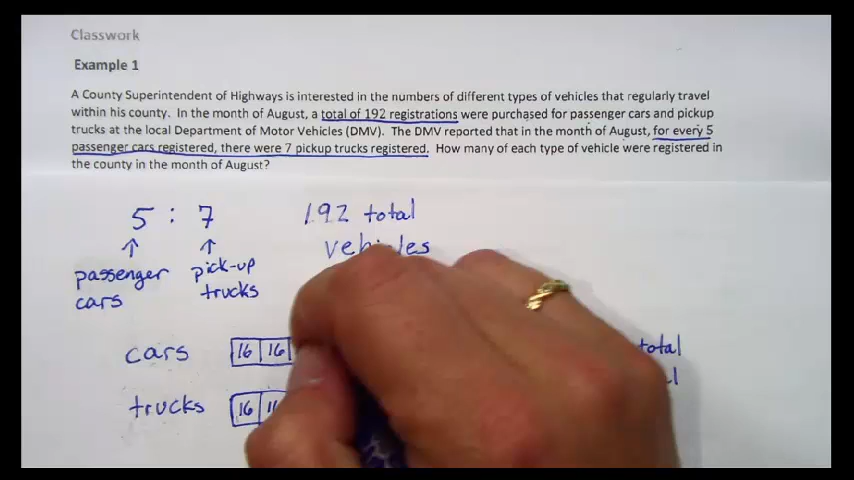 Classwork
Example 1
A County Superintendent of Highways is interested in the numbers of different types of vehicles that regularly travel
within his county. In the month of August, a total of 192 registrations were purchased for passenger cars and pickup
trucks at the local Department of Motor Vehicles (DMV). The DMV reported that in the month of August, for every 5
passenger cars registered, there were 7 pickup trucks registered. How many of each type of vehicle were registered in
the county in the month of August?
5 : 7 192 total
↑ ↑ vehicles
passenger pick-up
cars trucks
cars 16 16 total
trucks 16